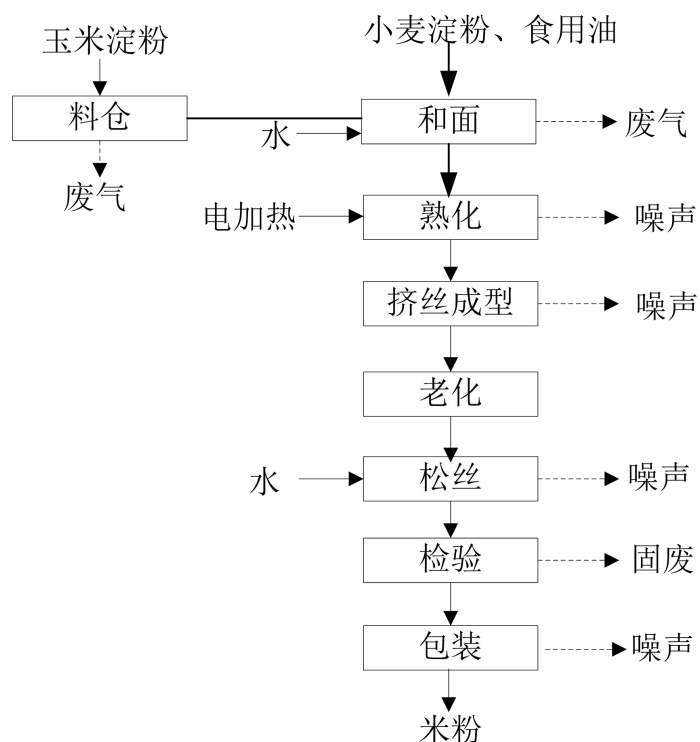 小麦淀粉、食用油
玉米淀粉
料仓
和面
水
废气
废气
电加热
熟化
噪声
挤丝成型
噪声
老化
水
松丝
噪声
检验
固废
包装
噪声
米粉